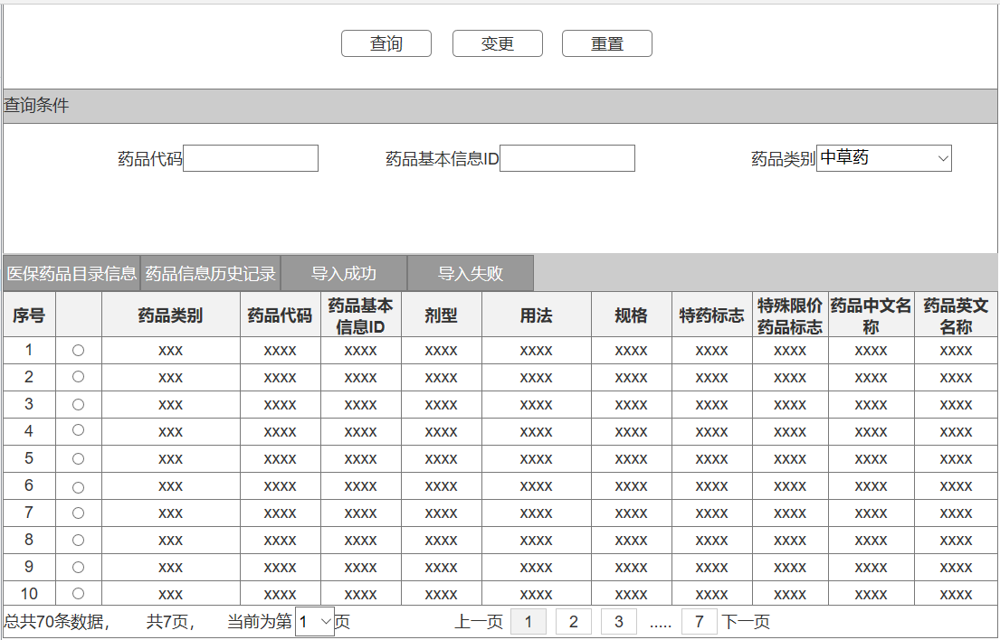 查询 变更 重置
查询条件
药品代码 药品基本信息ID 药品类别 中草药
医保药品目录信息 药品信息历史记录 导入成功 导入失败
序号 药品类别 药品代码 药品基本信息ID 剂型 用法 规格 特药标志 特殊限价药品标志 药品中文名称 药品英文名称
1 xxx xxxx xxxx xxxx xxxx xxxx xxxx xxxx xxxx xxxx
2 xxx xxxx xxxx xxxx xxxx xxxx xxxx xxxx xxxx xxxx
3 xxx xxxx xxxx xxxx xxxx xxxx xxxx xxxx xxxx xxxx
4 xxx xxxx xxxx xxxx xxxx xxxx xxxx xxxx xxxx xxxx
5 xxx xxxx xxxx xxxx xxxx xxxx xxxx xxxx xxxx xxxx
6 xxx xxxx xxxx xxxx xxxx xxxx xxxx xxxx xxxx xxxx
7 xxx xxxx xxxx xxxx xxxx xxxx xxxx xxxx xxxx xxxx
8 xxx xxxx xxxx xxxx xxxx xxxx xxxx xxxx xxxx xxxx
9 xxx xxxx xxxx xxxx xxxx xxxx xxxx xxxx xxxx xxxx
10 xxx xxxx xxxx xxxx xxxx xxxx xxxx xxxx xxxx xxxx
总共70条数据， 共7页， 当前为第 1 页 上一页 1 2 3 ..... 7 下一页